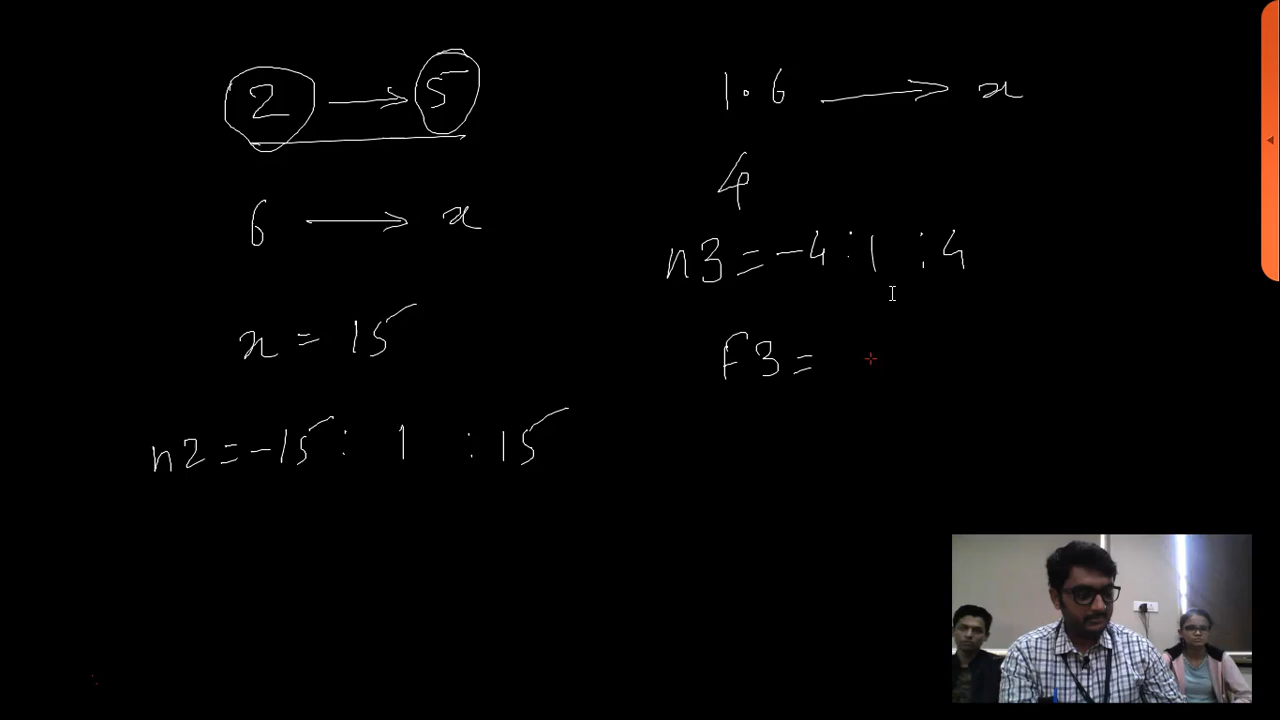 2 → 5
6 → x
x = 15
n2 = -15 : 1 : 15
1.6 → x
4
n3 = -4 : 1 : 4
F3 =